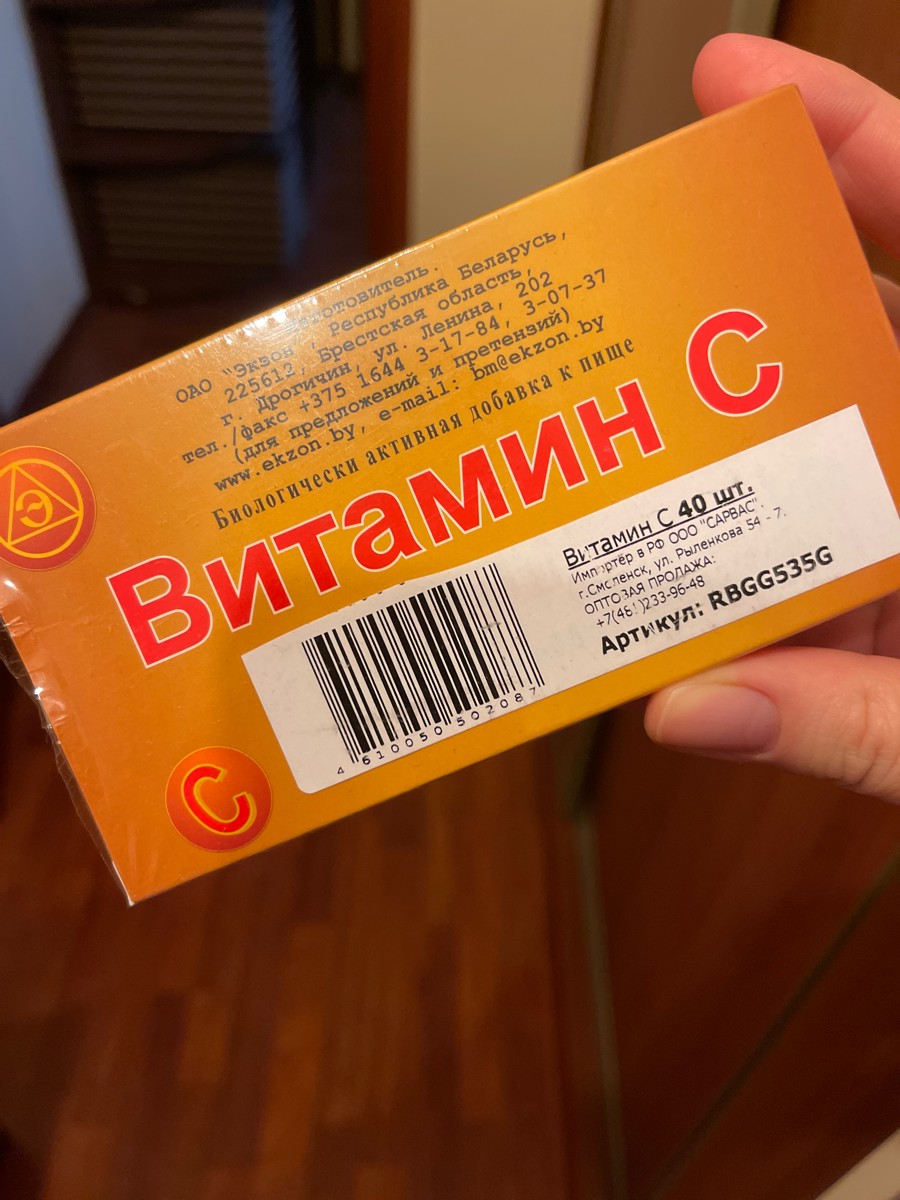 Изготовитель:
ОАО "Экзон", Республика Беларусь,
225612, Брестская область,
г. Дрогичин, ул. Ленина, 202
тел./факс +375 1644 3-17-84, 3-07-37
(для предложений и претензий)
www.ekzon.by, e-mail: bm@ekzon.by
Биологически активная добавка к пище
Витамин С
Э
Витамин С 40 шт.
Импортёр в РФ ООО "САРВАС"
г.Смоленск, ул. Рыленкова 54 - 7.
ОПТОВАЯ ПРОДАЖА:
+7(481)233-96-48
Артикул: RBGG535G
4 610050 502087
С